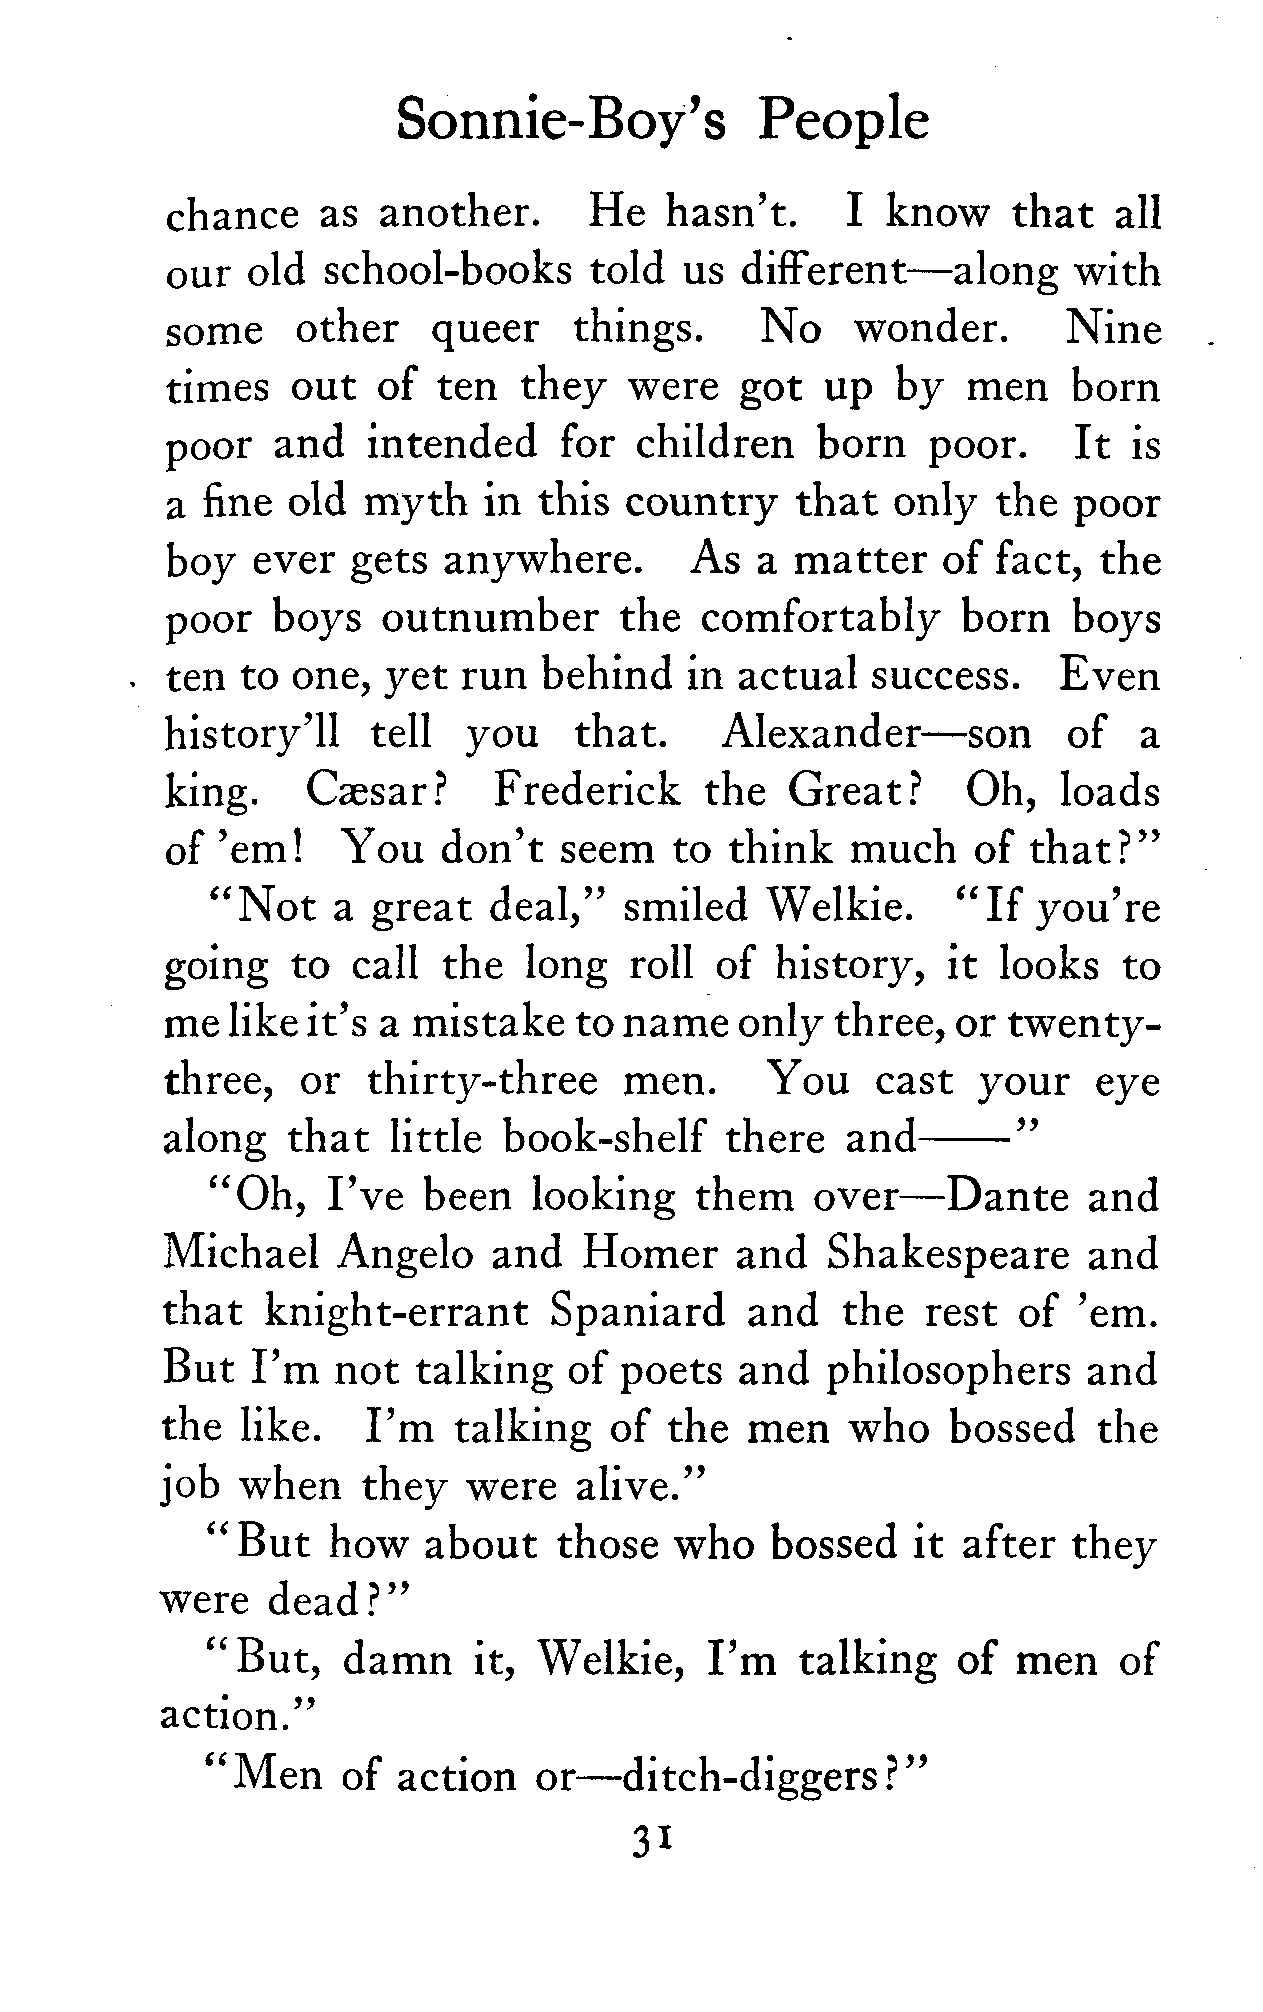 Sonnie-Boy's People
chance as another. He hasn't. I know that all
our old school-books told us different—along with
some other queer things. No wonder. Nine
times out of ten they were got up by men born
poor and intended for children born poor. It is
a fine old myth in this country that only the poor
boy ever gets anywhere. As a matter of fact, the
poor boys outnumber the comfortably born boys
ten to one, yet run behind in actual success. Even
history'll tell you that. Alexander—son of a
king. Cæsar? Frederick the Great? Oh, loads
of 'em! You don't seem to think much of that?"
"Not a great deal," smiled Welkie. "If you're
going to call the long roll of history, it looks to
me like it's a mistake to name only three, or twenty-
three, or thirty-three men. You cast your eye
along that little book-shelf there and——"
"Oh, I've been looking them over—Dante and
Michael Angelo and Homer and Shakespeare and
that knight-errant Spaniard and the rest of 'em.
But I'm not talking of poets and philosophers and
the like. I'm talking of the men who bossed the
job when they were alive."
"But how about those who bossed it after they
were dead?"
"But, damn it, Welkie, I'm talking of men of
action."
"Men of action or—ditch-diggers?"
31